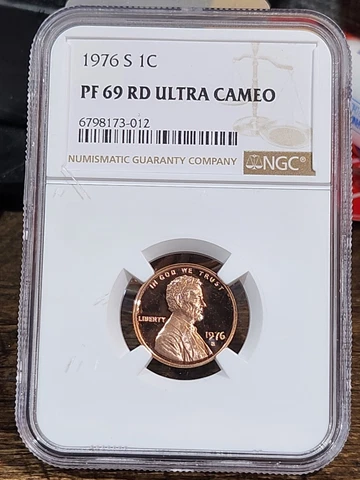 1976 S 1C
PF 69 RD ULTRA CAMEO
6798173-012
NUMISMATIC GUARANTY COMPANY
NGC®
IN GOD WE TRUST
LIBERTY
1976
S